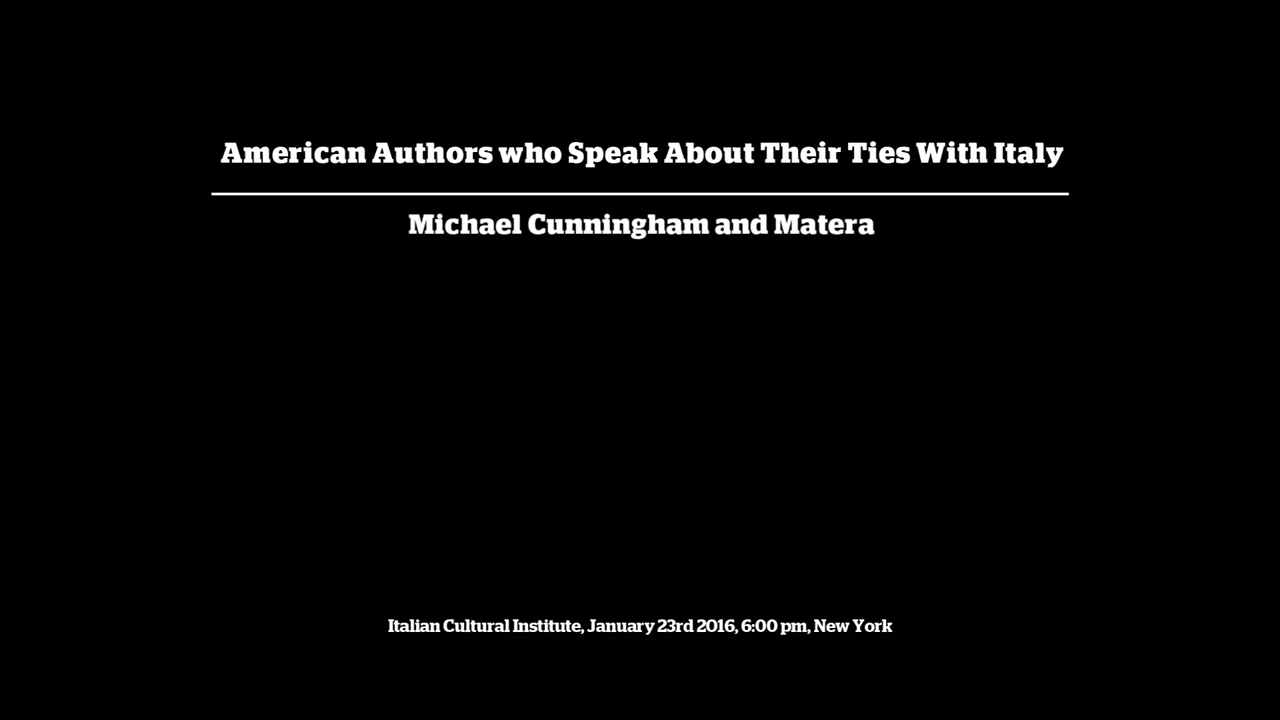 American Authors who Speak About Their Ties With Italy
Michael Cunningham and Matera
Italian Cultural Institute, January 23rd 2016, 6:00 pm, New York